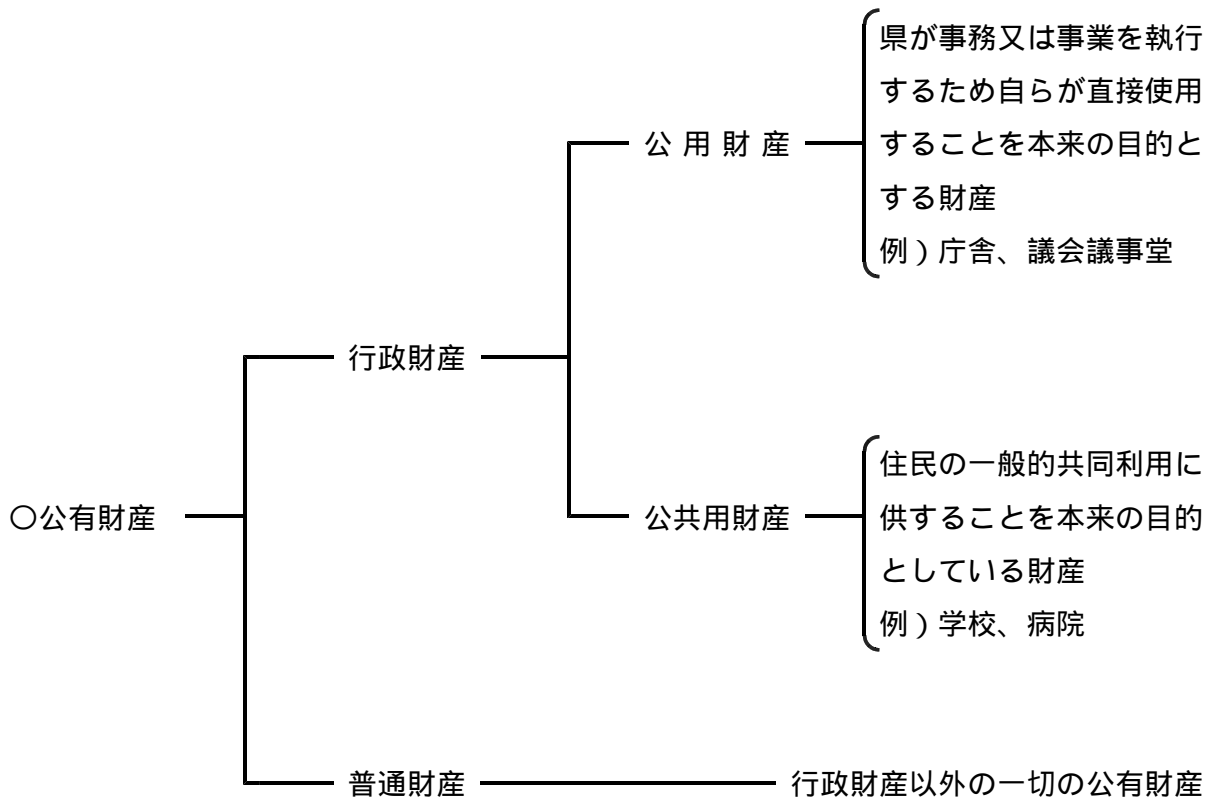 県が事務又は事業を執行
するため自らが直接使用
公用財産
することを本来の目的と
する財産
例)庁舎、議会議事堂
行政財産
住民の一般的共同利用に
〇公有財産
公共用財産
供することを本来の目的
としている財産
例)学校、病院
普通財産
行政財産以外の一切の公有財産